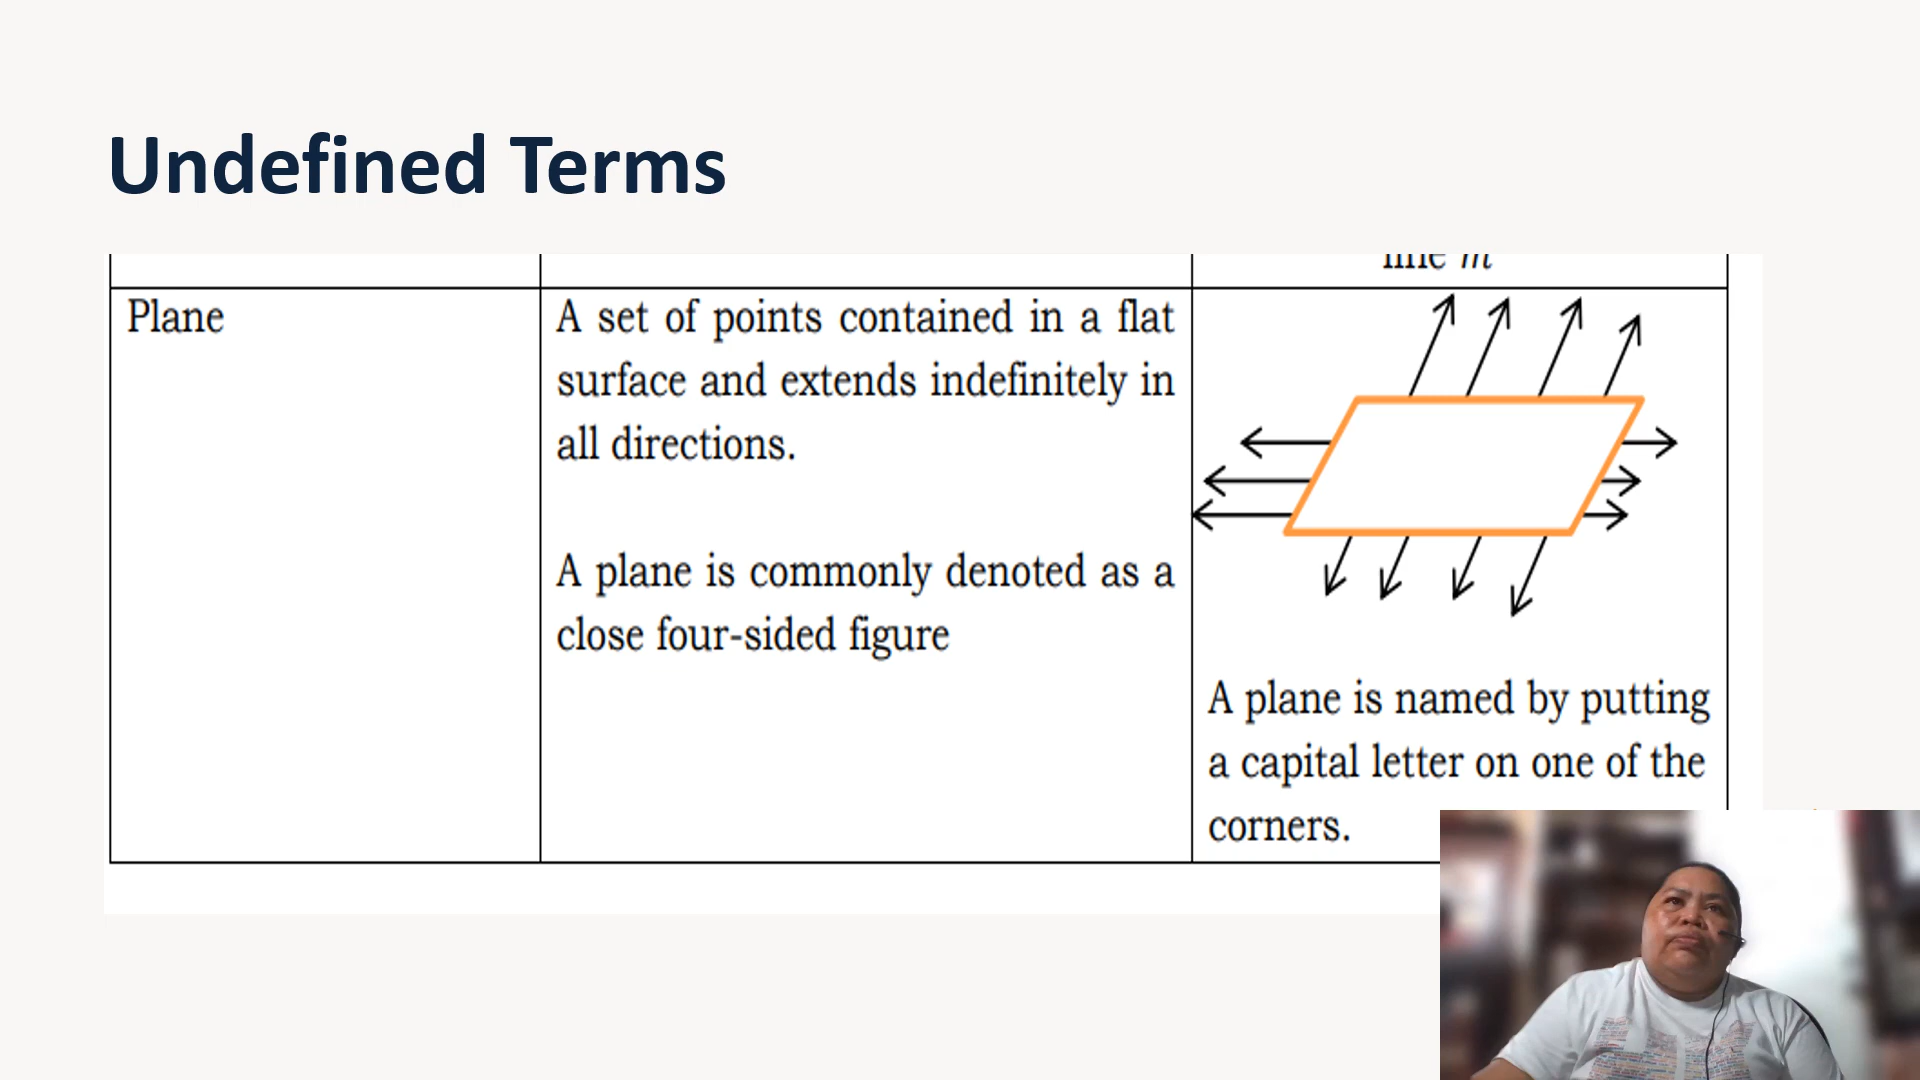 Undefined Terms
line m
Plane
A set of points contained in a flat
surface and extends indefinitely in
all directions.
A plane is commonly denoted as a
close four-sided figure
A plane is named by putting
a capital letter on one of the
corners.